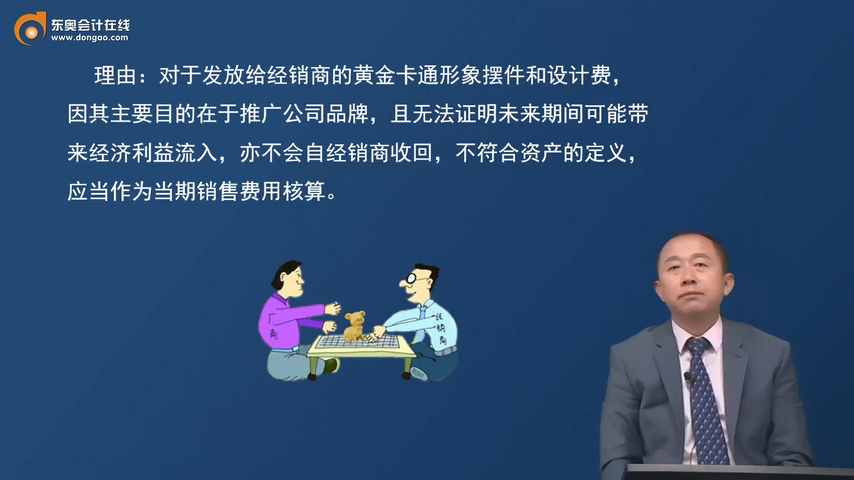 东奥会计在线
www.dongao.com
理由：对于发放给经销商的黄金卡通形象摆件和设计费，
因其主要目的在于推广公司品牌，且无法证明未来期间可能带
来经济利益流入，亦不会自经销商收回，不符合资产的定义，
应当作为当期销售费用核算。
厂商
经销商